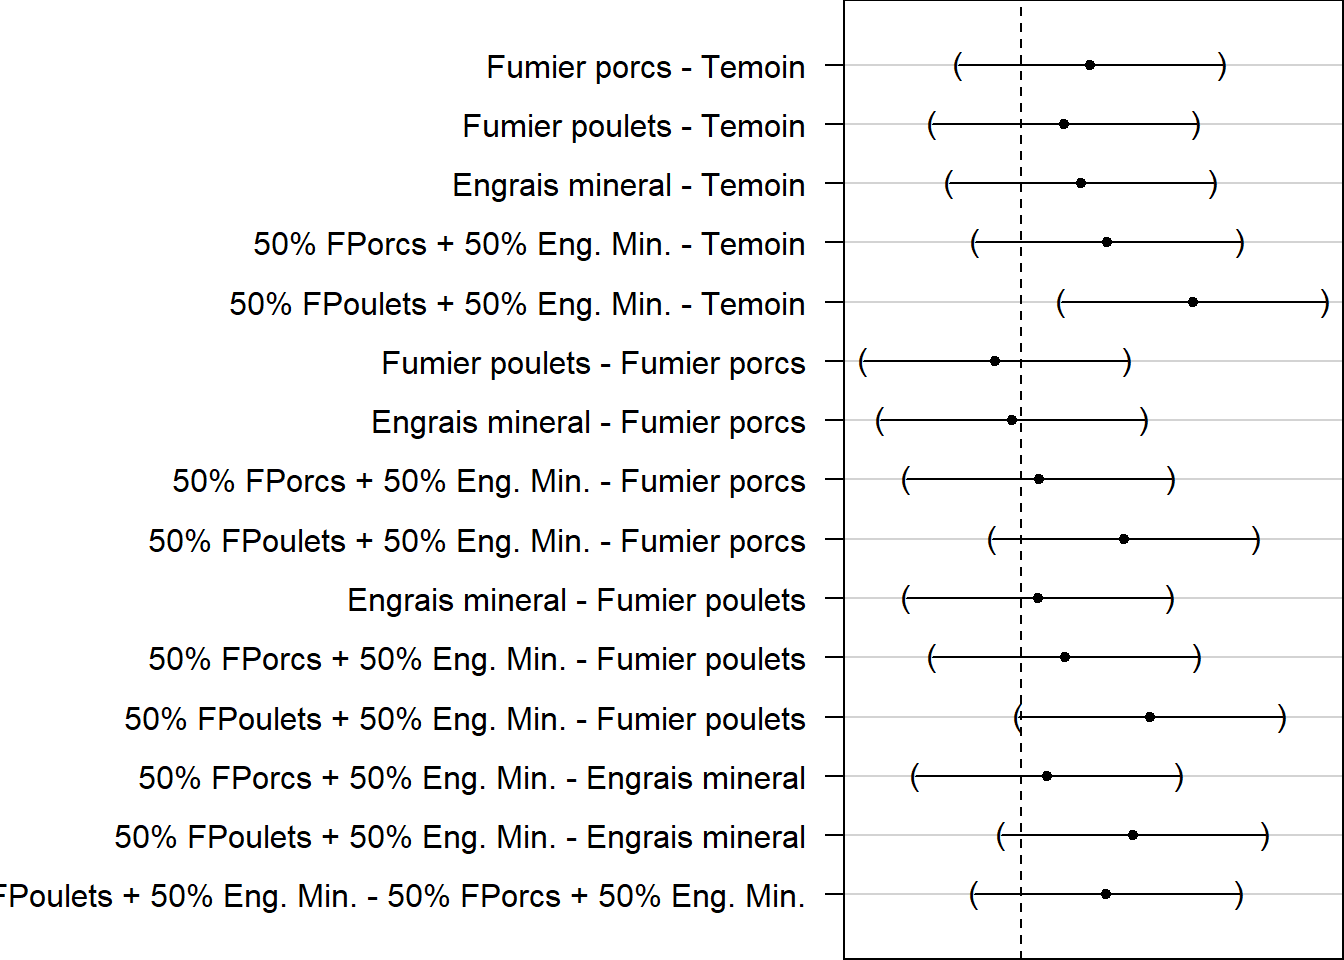 Fumier porcs - Temoin
Fumier poulets - Temoin
Engrais mineral - Temoin
50% FPorcs + 50% Eng. Min. - Temoin
50% FPoulets + 50% Eng. Min. - Temoin
Fumier poulets - Fumier porcs
Engrais mineral - Fumier porcs
50% FPorcs + 50% Eng. Min. - Fumier porcs
50% FPoulets + 50% Eng. Min. - Fumier porcs
Engrais mineral - Fumier poulets
50% FPorcs + 50% Eng. Min. - Fumier poulets
50% FPoulets + 50% Eng. Min. - Fumier poulets
50% FPorcs + 50% Eng. Min. - Engrais mineral
50% FPoulets + 50% Eng. Min. - Engrais mineral
FPoulets + 50% Eng. Min. - 50% FPorcs + 50% Eng. Min.